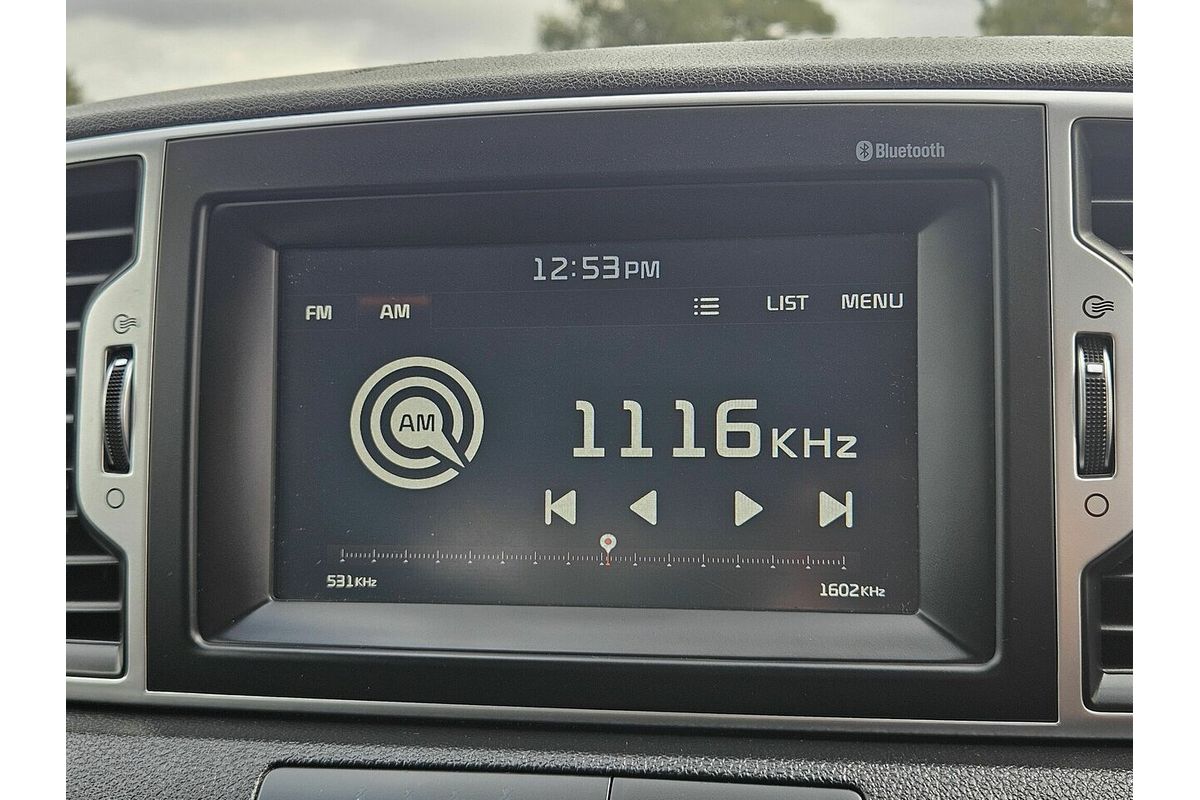 Bluetooth
12:53PM
FM AM LIST MENU
AM
1116KHz
531KHz 1602KHz